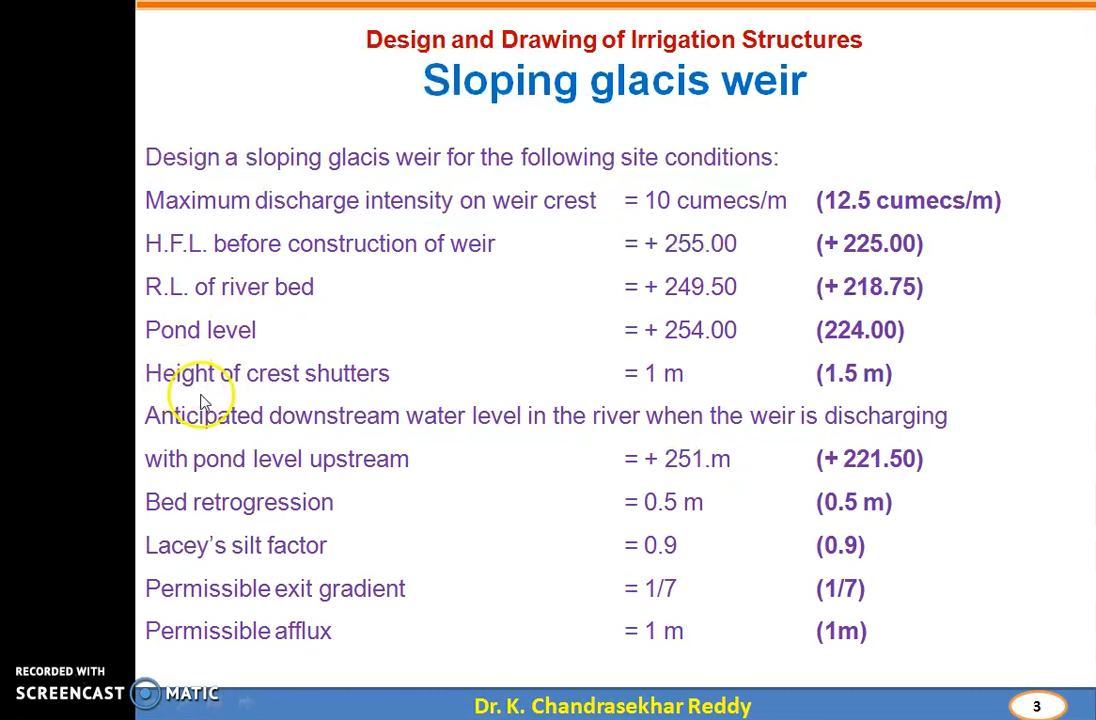 Design and Drawing of Irrigation Structures
Sloping glacis weir
Design a sloping glacis weir for the following site conditions:
Maximum discharge intensity on weir crest = 10 cumecs/m (12.5 cumecs/m)
H.F.L. before construction of weir = + 255.00 (+ 225.00)
R.L. of river bed = + 249.50 (+ 218.75)
Pond level = + 254.00 (224.00)
Height of crest shutters = 1 m (1.5 m)
Anticipated downstream water level in the river when the weir is discharging
with pond level upstream = + 251.m (+ 221.50)
Bed retrogression = 0.5 m (0.5 m)
Lacey's silt factor = 0.9 (0.9)
Permissible exit gradient = 1/7 (1/7)
Permissible afflux = 1 m (1m)
RECORDED WITH
SCREENCAST MATIC
Dr. K. Chandrasekhar Reddy
3